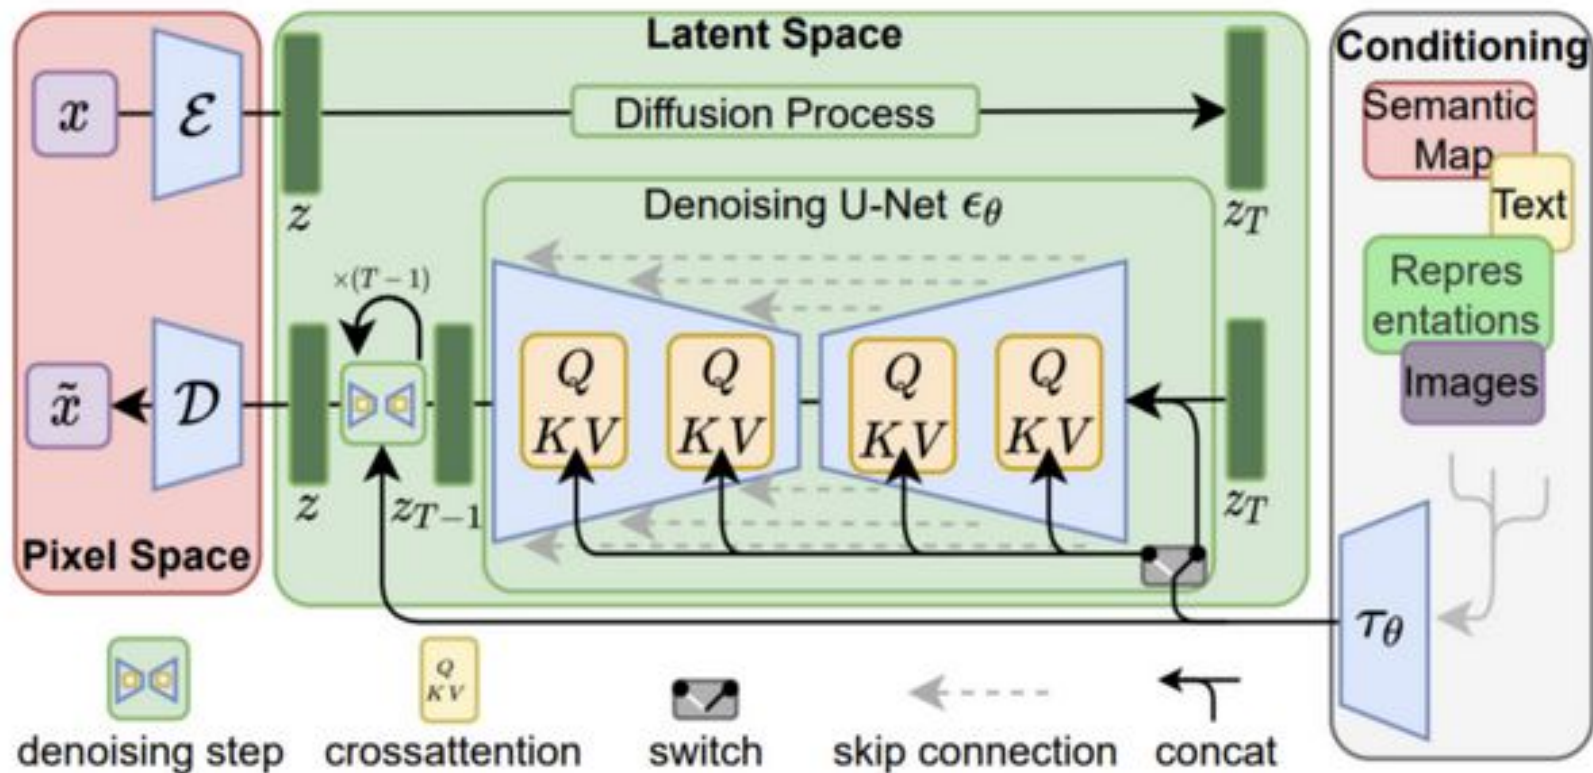 Latent Space
Conditioning
x
ℰ
Diffusion Process
Semantic
Map
Text
z
Denoising U-Net ϵθ
zT
Repres
entations
Images
×(T−1)
Q
KV
Q
KV
Q
KV
Q
KV
x̃
𝒟
z
zT−1
zT
Pixel Space
τθ
Q
KV
denoising step
crossattention
switch
skip connection
concat